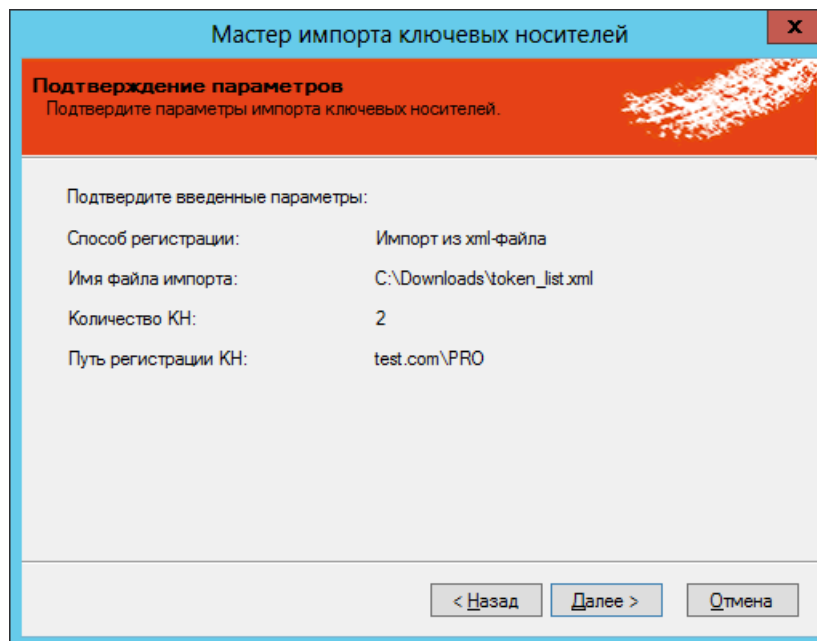 Мастер импорта ключевых носителей
x
Подтверждение параметров
Подтвердите параметры импорта ключевых носителей.
Подтвердите введенные параметры:
Способ регистрации: Импорт из xml-файла
Имя файла импорта: C:\Downloads\token_list.xml
Количество КН: 2
Путь регистрации КН: test.com\PRO
< Назад Далее > Отмена